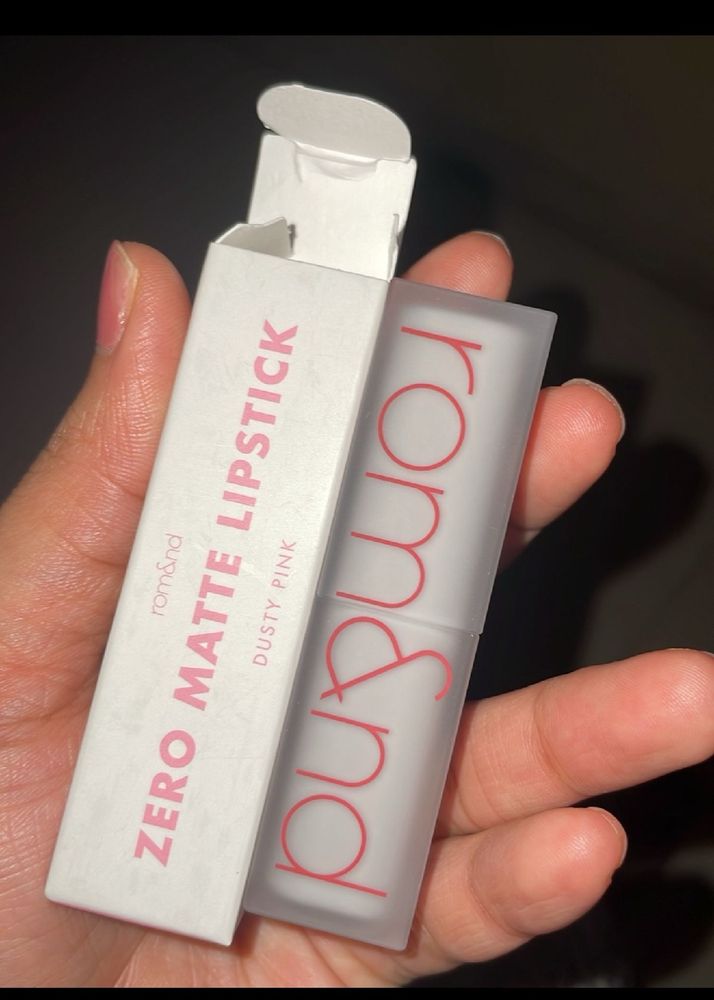 rom&nd
ZERO MATTE LIPSTICK
DUSTY PINK
rom&nd